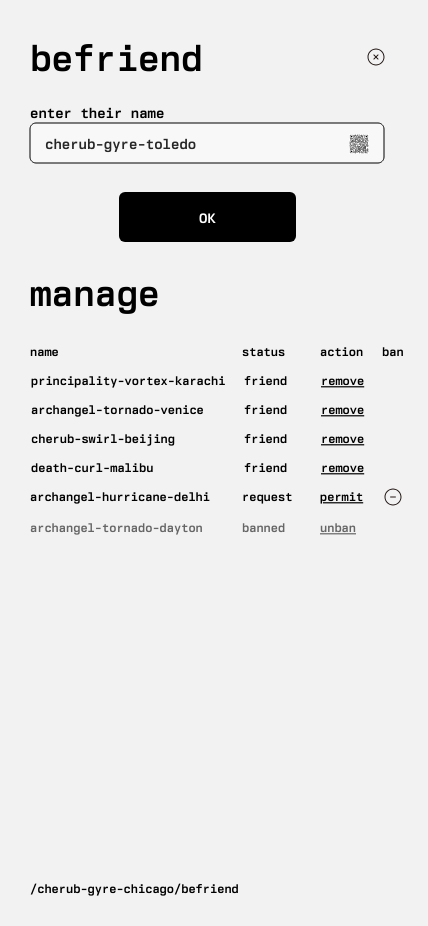 befriend
enter their name
cherub-gyre-toledo
OK
manage
name status action ban
principality-vortex-karachi friend remove
archangel-tornado-venice friend remove
cherub-swirl-beijing friend remove
death-curl-malibu friend remove
archangel-hurricane-delhi request permit
archangel-tornado-dayton banned unban
/cherub-gyre-chicago/befriend